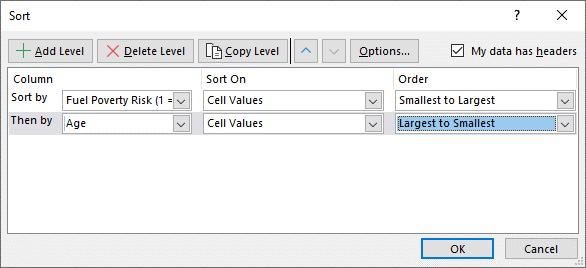 Sort ?
Add Level Delete Level Copy Level Options... My data has headers
Column Sort On Order
Sort by Fuel Poverty Risk (1 = Cell Values Smallest to Largest
Then by Age Cell Values Largest to Smallest
OK Cancel